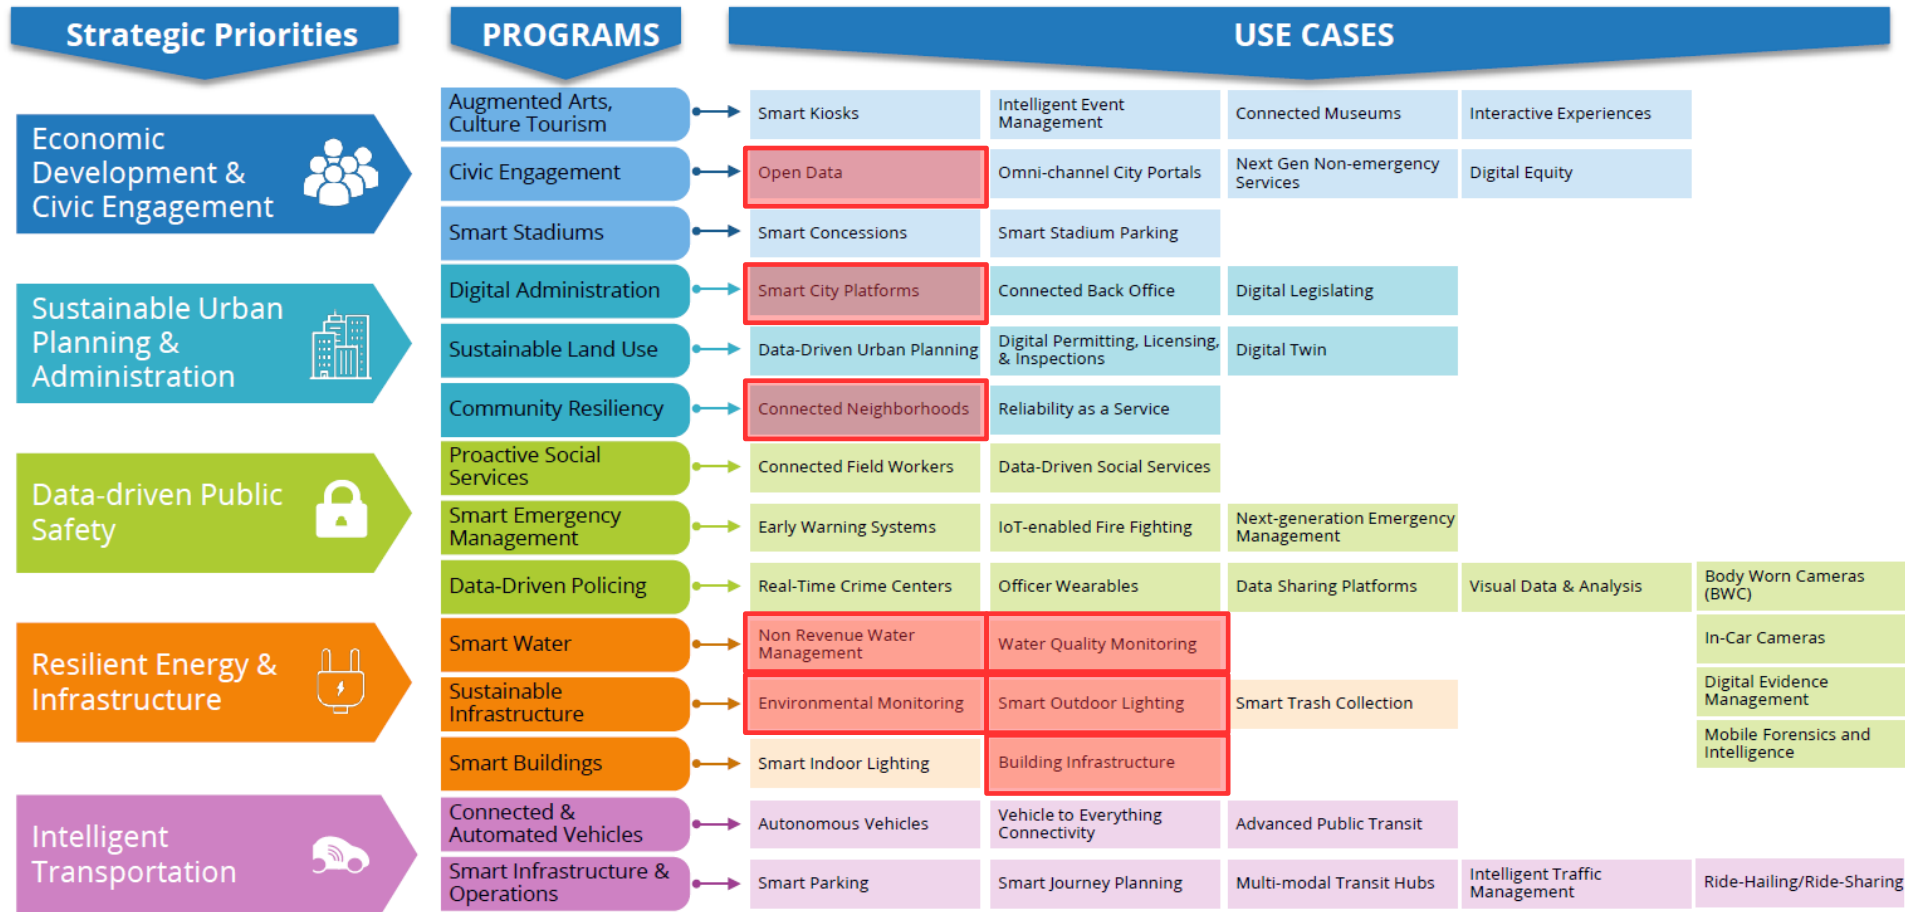 Strategic Priorities
PROGRAMS
USE CASES
Economic
Development &
Civic Engagement
Augmented Arts,
Culture Tourism
Smart Kiosks
Intelligent Event
Management
Connected Museums
Interactive Experiences
Civic Engagement
Open Data
Omni-channel City Portals
Next Gen Non-emergency
Services
Digital Equity
Smart Stadiums
Smart Concessions
Smart Stadium Parking
Sustainable Urban
Planning &
Administration
Digital Administration
Smart City Platforms
Connected Back Office
Digital Legislating
Sustainable Land Use
Data-Driven Urban Planning
Digital Permitting, Licensing,
& Inspections
Digital Twin
Community Resiliency
Connected Neighborhoods
Reliability as a Service
Data-driven Public
Safety
Proactive Social
Services
Connected Field Workers
Data-Driven Social Services
Smart Emergency
Management
Early Warning Systems
IoT-enabled Fire Fighting
Next-generation Emergency
Management
Data-Driven Policing
Real-Time Crime Centers
Officer Wearables
Data Sharing Platforms
Visual Data & Analysis
Body Worn Cameras
(BWC)
In-Car Cameras
Digital Evidence
Management
Mobile Forensics and
Intelligence
Resilient Energy &
Infrastructure
Smart Water
Non Revenue Water
Management
Water Quality Monitoring
Sustainable
Infrastructure
Environmental Monitoring
Smart Outdoor Lighting
Smart Trash Collection
Smart Buildings
Smart Indoor Lighting
Building Infrastructure
Intelligent
Transportation
Connected &
Automated Vehicles
Autonomous Vehicles
Vehicle to Everything
Connectivity
Advanced Public Transit
Smart Infrastructure &
Operations
Smart Parking
Smart Journey Planning
Multi-modal Transit Hubs
Intelligent Traffic
Management
Ride-Hailing/Ride-Sharing